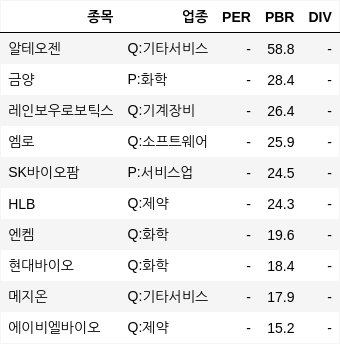 종목 업종 PER PBR DIV
알테오젠 Q:기타서비스 - 58.8 -
금양 P:화학 - 28.4 -
레인보우로보틱스 Q:기계장비 - 26.4 -
엠로 Q:소프트웨어 - 25.9 -
SK바이오팜 P:서비스업 - 24.5 -
HLB Q:제약 - 24.3 -
엔켐 Q:화학 - 19.6 -
현대바이오 Q:화학 - 18.4 -
메지온 Q:기타서비스 - 17.9 -
에이비엘바이오 Q:제약 - 15.2 -